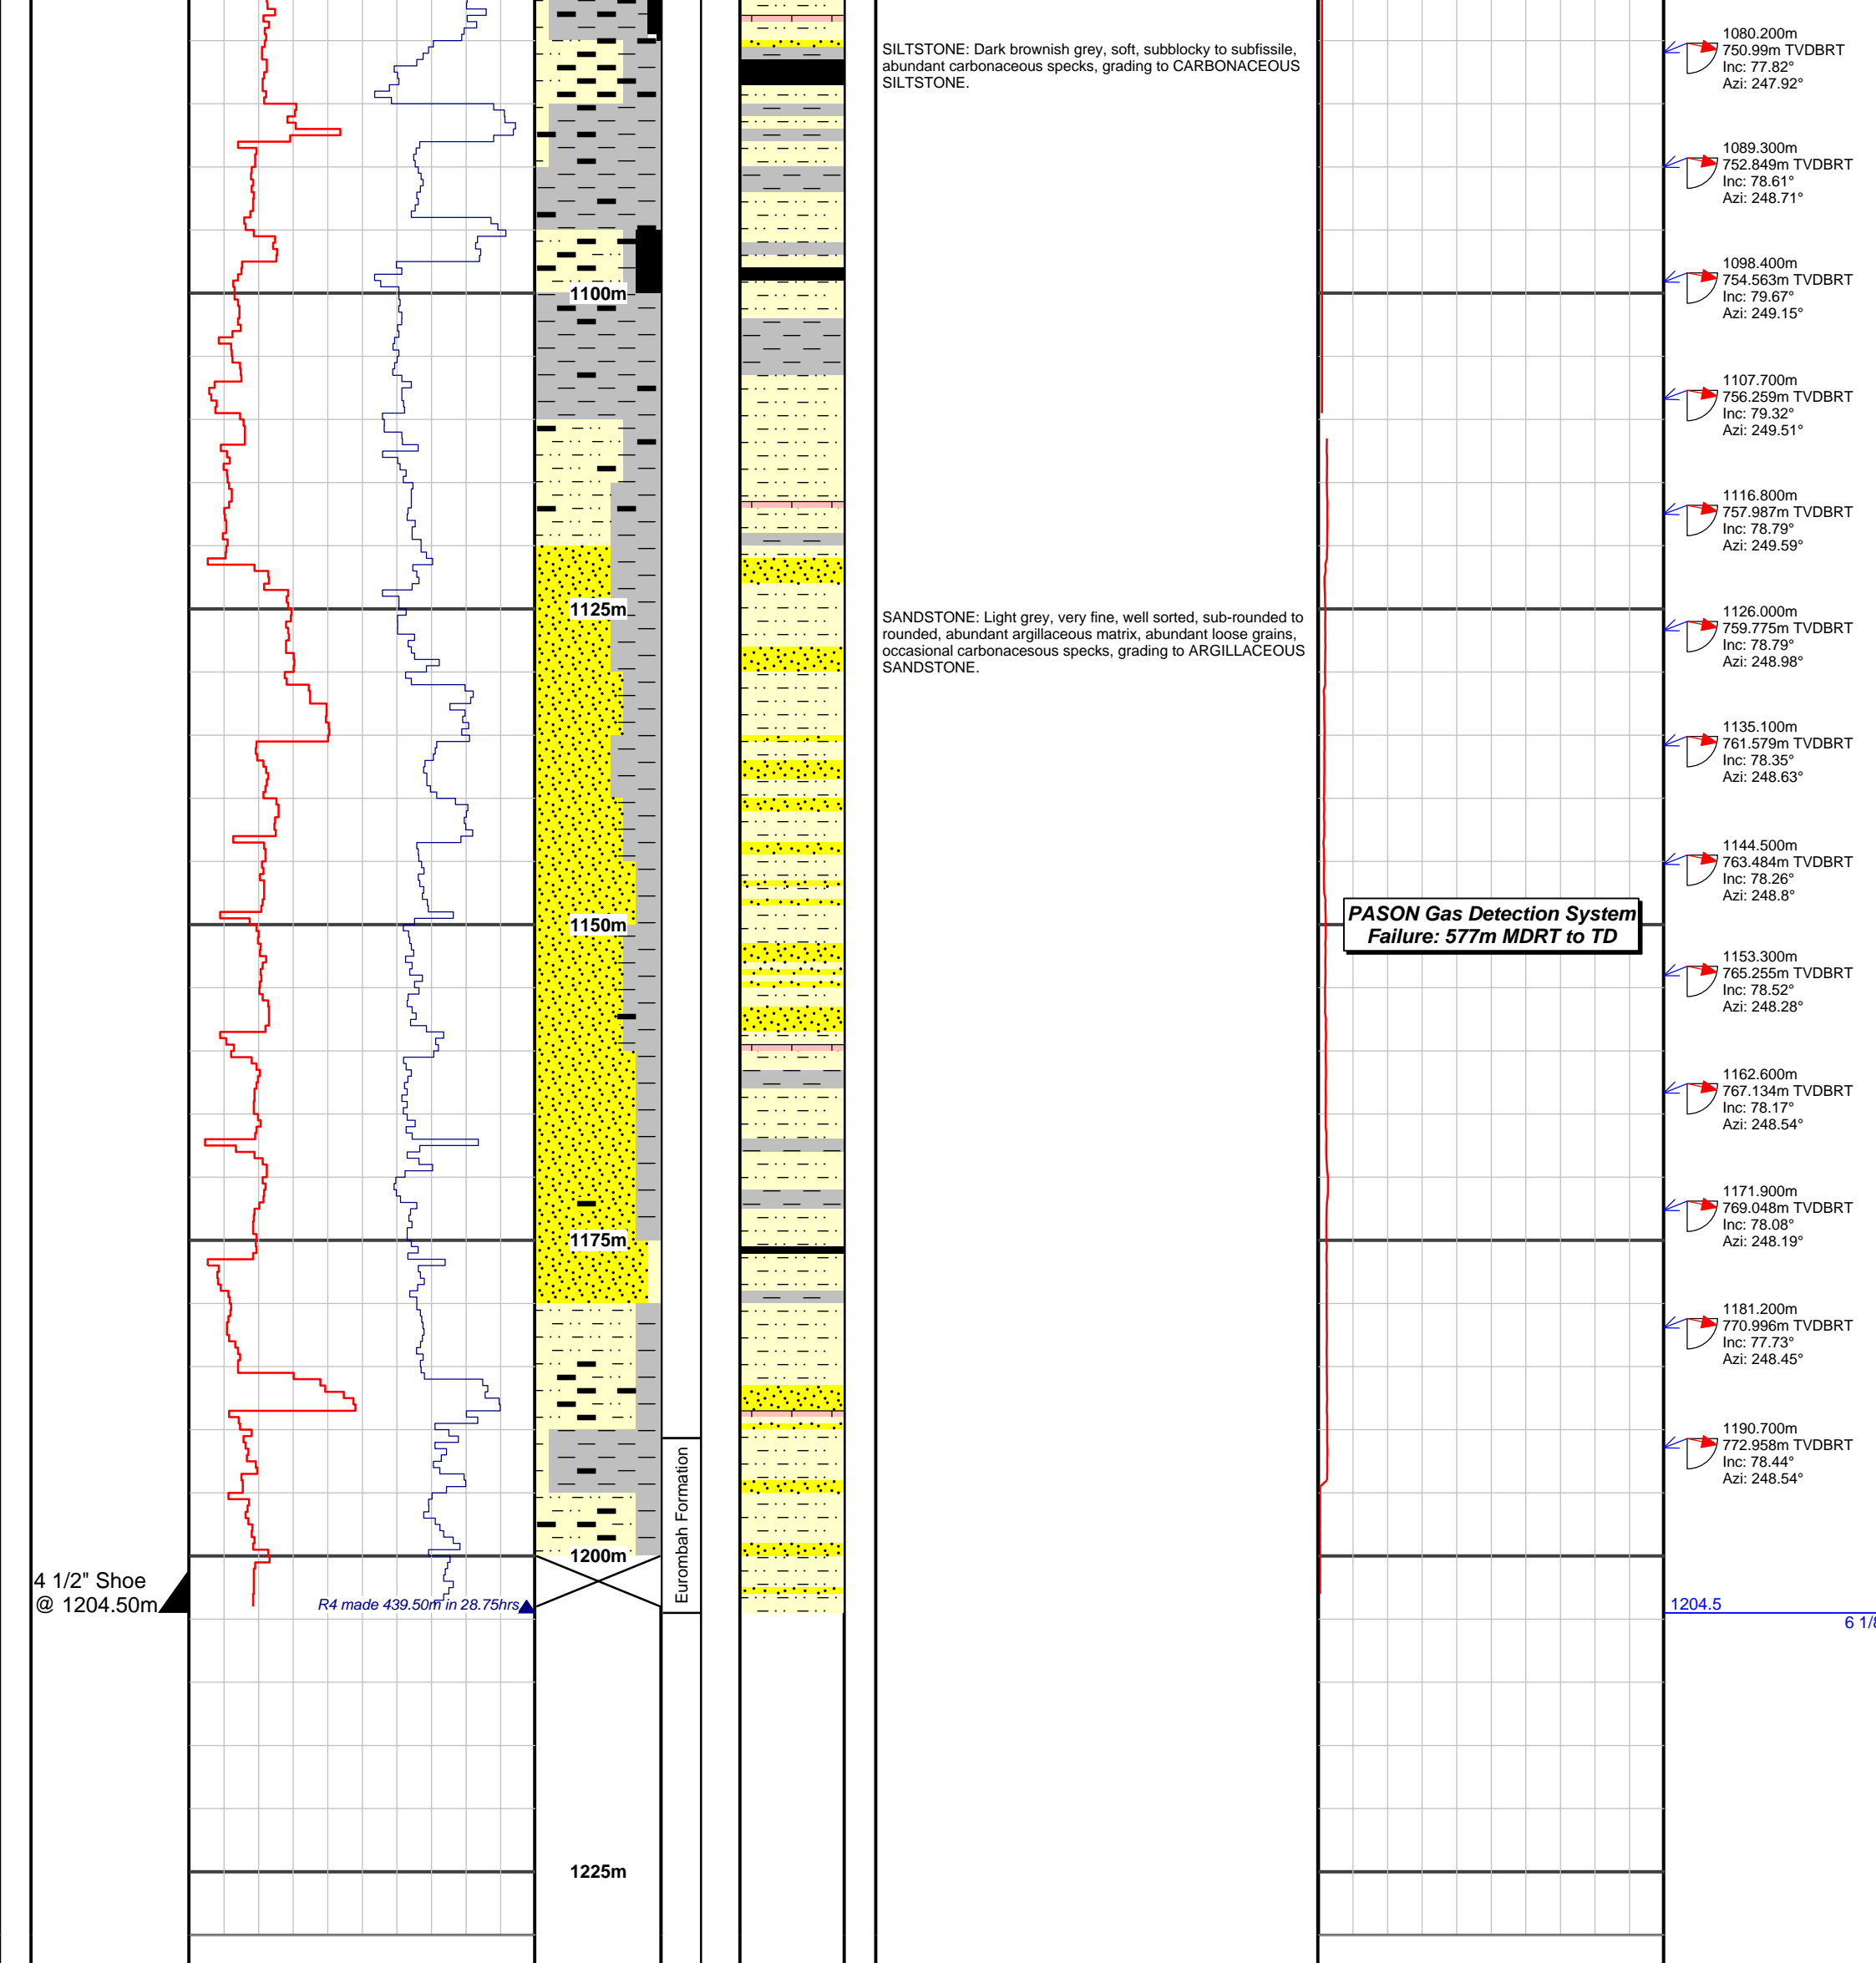 SILTSTONE: Dark brownish grey, soft, subblocky to subfissile,
abundant carbonaceous specks, grading to CARBONACEOUS
SILTSTONE.
1080.200m
750.99m TVDBRT
Inc: 77.82°
Azi: 247.92°
1089.300m
752.849m TVDBRT
Inc: 78.61°
Azi: 248.71°
1098.400m
754.563m TVDBRT
Inc: 79.67°
Azi: 249.15°
1100m
1107.700m
756.259m TVDBRT
Inc: 79.32°
Azi: 249.51°
1116.800m
757.987m TVDBRT
Inc: 78.79°
Azi: 249.59°
1125m
SANDSTONE: Light grey, very fine, well sorted, sub-rounded to
rounded, abundant argillaceous matrix, abundant loose grains,
occasional carbonacesous specks, grading to ARGILLACEOUS
SANDSTONE.
1126.000m
759.775m TVDBRT
Inc: 78.79°
Azi: 248.98°
1135.100m
761.579m TVDBRT
Inc: 78.35°
Azi: 248.63°
1144.500m
763.484m TVDBRT
Inc: 78.26°
Azi: 248.8°
1150m
PASON Gas Detection System
Failure: 577m MDRT to TD
1153.300m
765.255m TVDBRT
Inc: 78.52°
Azi: 248.28°
1162.600m
767.134m TVDBRT
Inc: 78.17°
Azi: 248.54°
1171.900m
769.048m TVDBRT
Inc: 78.08°
Azi: 248.19°
1175m
1181.200m
770.996m TVDBRT
Inc: 77.73°
Azi: 248.45°
1190.700m
772.958m TVDBRT
Inc: 78.44°
Azi: 248.54°
Eurombah Formation
1200m
4 1/2" Shoe
@ 1204.50m
R4 made 439.50m in 28.75hrs
1204.5
6 1/8
1225m